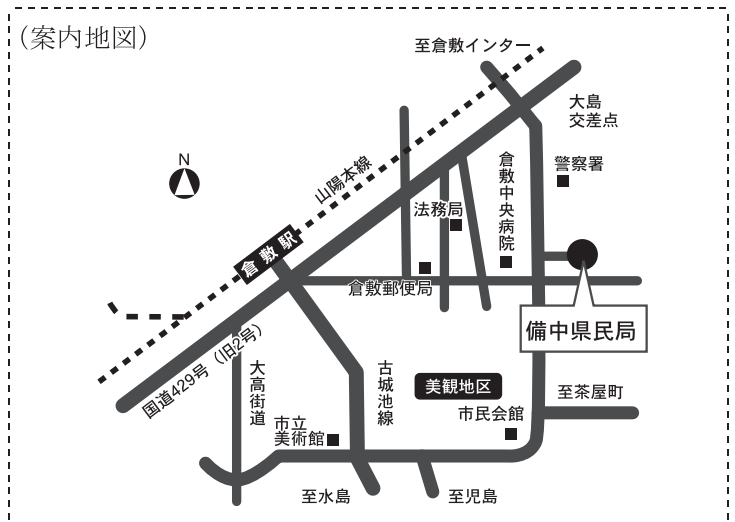 (案内地図)
至倉敷インター
大島
交差点
N
山陽本線
倉敷中央病院
警察署
法務局
倉敷駅
倉敷郵便局
備中県民局
国道429号(旧2号)
大高街道
古城池線
美観地区
至茶屋町
市民会館
市立
美術館
至水島
至児島